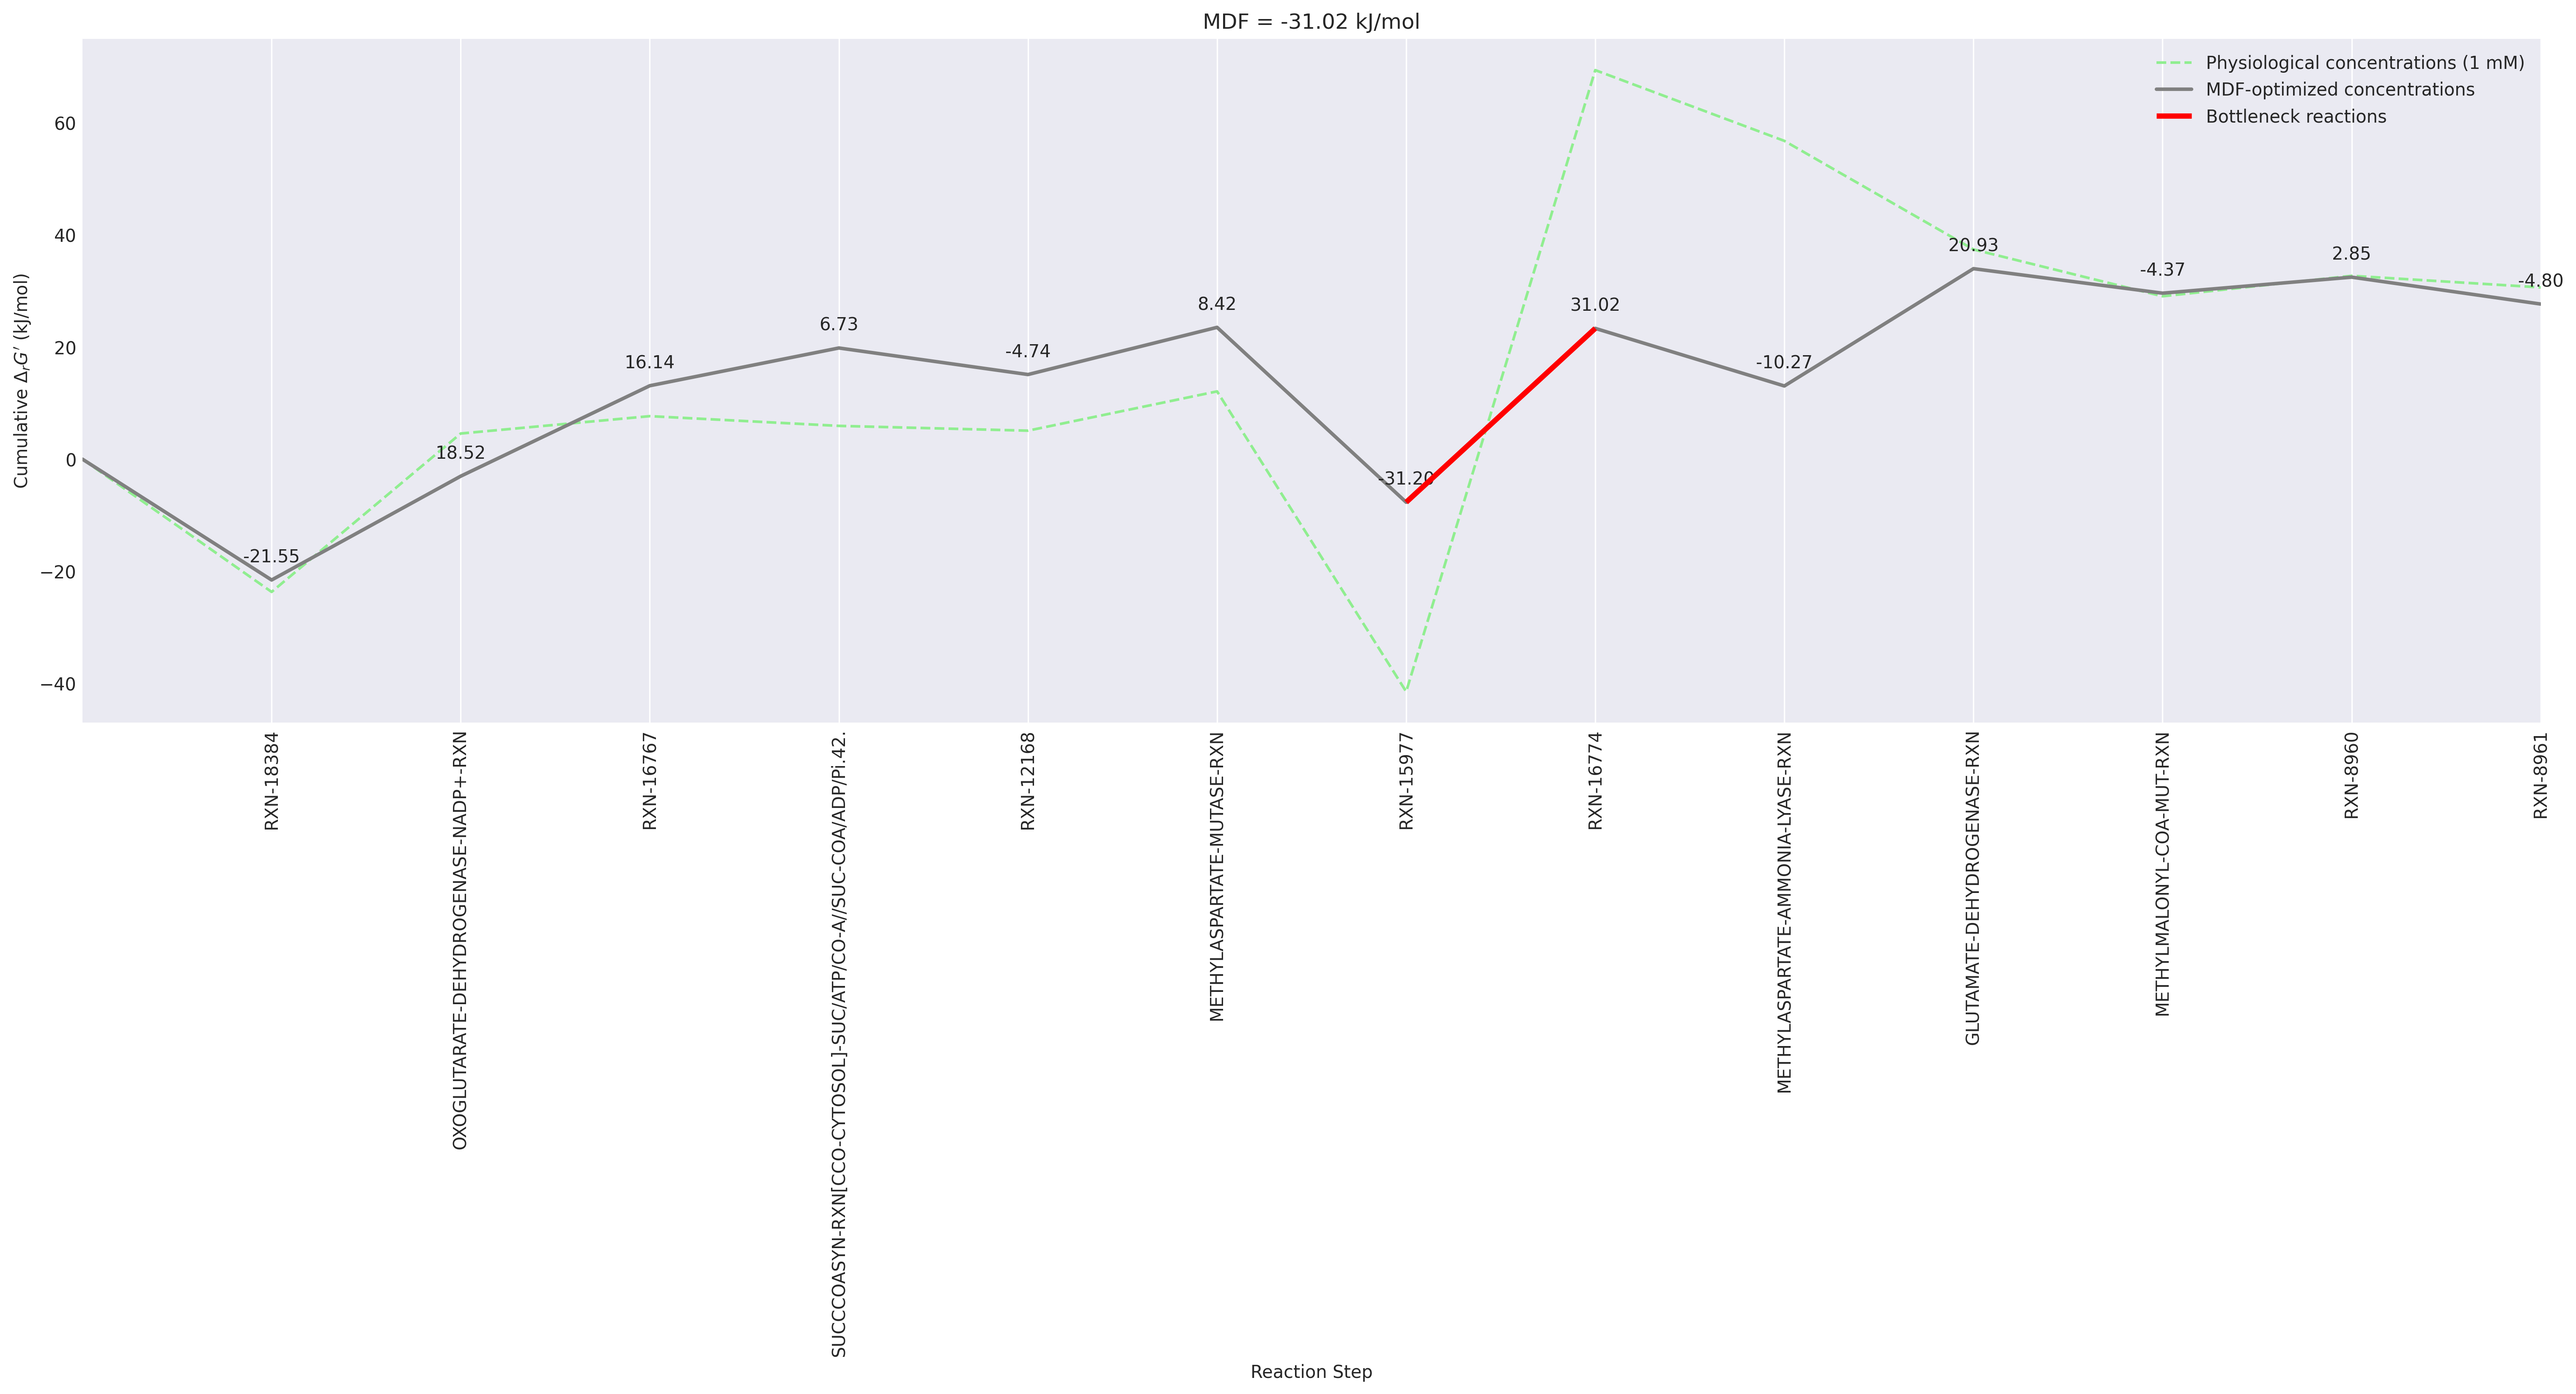 MDF = -31.02 kJ/mol
Physiological concentrations (1 mM)
MDF-optimized concentrations
Bottleneck reactions
Cumulative ΔrG′ (kJ/mol)
60
40
20
0
−20
−40
-21.55
18.52
16.14
6.73
-4.74
8.42
-31.20
31.02
-10.27
20.93
-4.37
2.85
-4.80
RXN-18384
OXOGLUTARATE-DEHYDROGENASE-NADP+-RXN
RXN-16767
SUCCCOASYN-RXN[CCO-CYTOSOL]-SUC/ATP/CO-A//SUC-COA/ADP/Pi.42.
RXN-12168
METHYLASPARTATE-MUTASE-RXN
RXN-15977
RXN-16774
METHYLASPARTATE-AMMONIA-LYASE-RXN
GLUTAMATE-DEHYDROGENASE-RXN
METHYLMALONYL-COA-MUT-RXN
RXN-8960
RXN-8961
Reaction Step